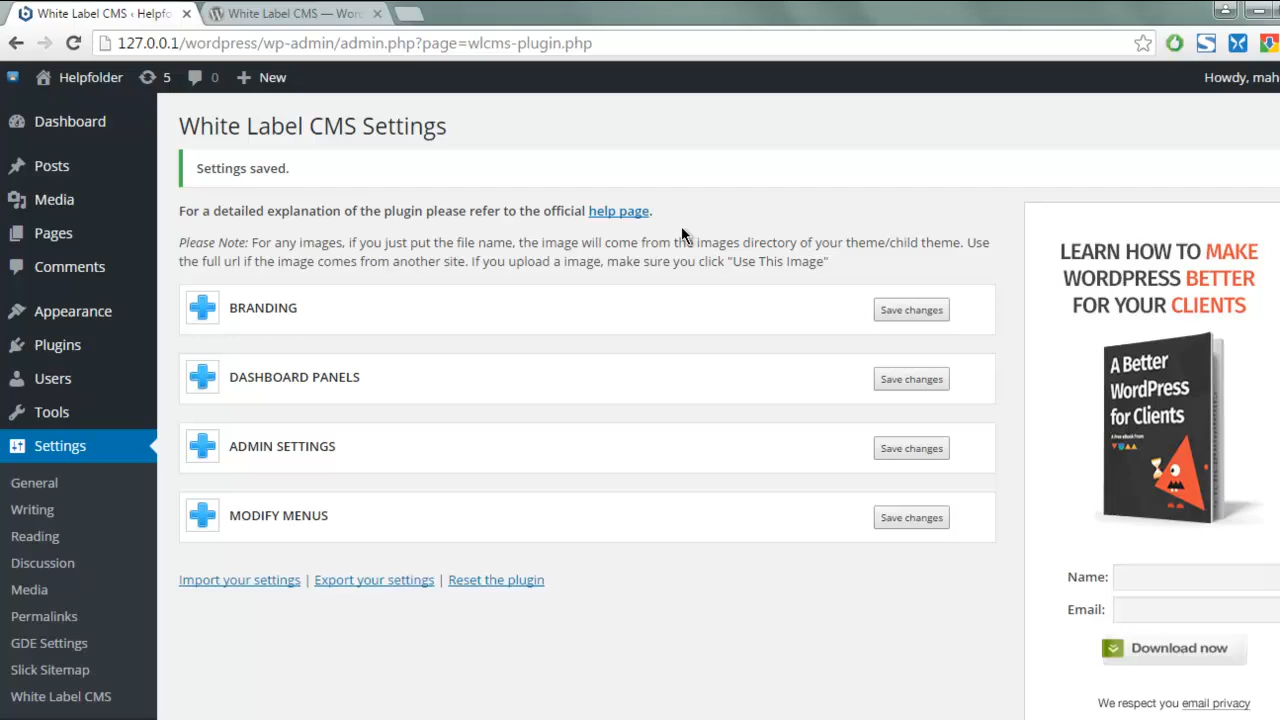 White Label CMS ‹ Helpfo
White Label CMS — Wor
127.0.0.1/wordpress/wp-admin/admin.php?page=wlcms-plugin.php
Helpfolder 5 0 New
Howdy, mah
Dashboard
Posts
Media
Pages
Comments
Appearance
Plugins
Users
Tools
Settings
General
Writing
Reading
Discussion
Media
Permalinks
GDE Settings
Slick Sitemap
White Label CMS
White Label CMS Settings
Settings saved.
For a detailed explanation of the plugin please refer to the official help page.
Please Note: For any images, if you just put the file name, the image will come from the images directory of your theme/child theme. Use
the full url if the image comes from another site. If you upload a image, make sure you click "Use This Image"
BRANDING
Save changes
DASHBOARD PANELS
Save changes
ADMIN SETTINGS
Save changes
MODIFY MENUS
Save changes
Import your settings | Export your settings | Reset the plugin
LEARN HOW TO MAKE
WORDPRESS BETTER
FOR YOUR CLIENTS
A Better
WordPress
for Clients
Name:
Email:
Download now
We respect you email privacy